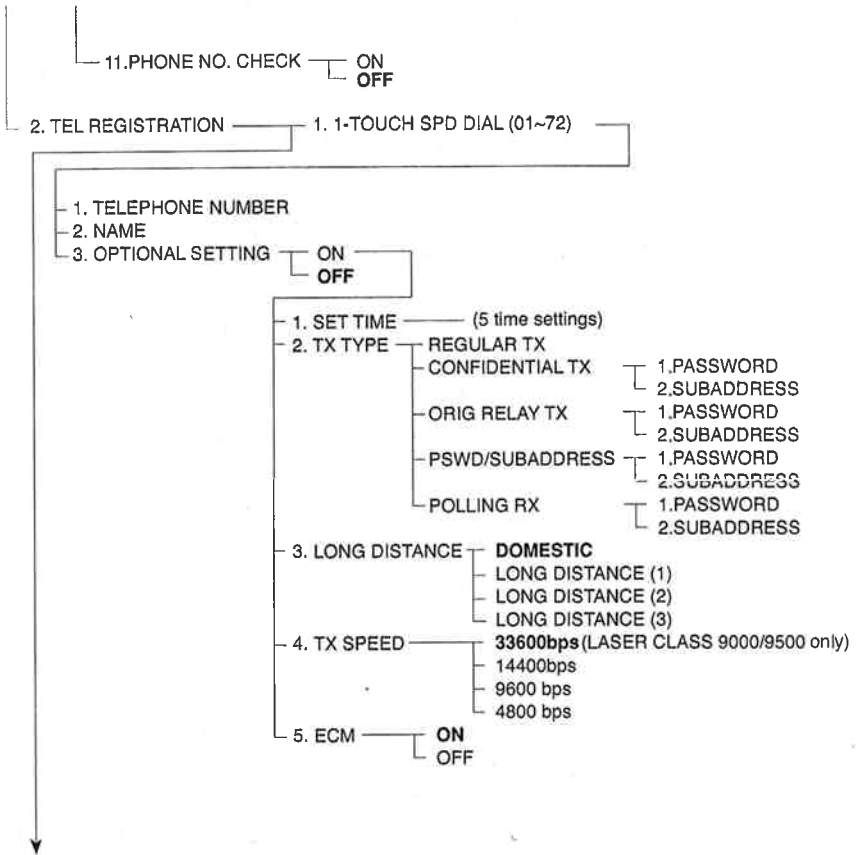 11.PHONE NO. CHECK ON
OFF
2. TEL REGISTRATION 1. 1-TOUCH SPD DIAL (01~72)
1. TELEPHONE NUMBER
2. NAME
3. OPTIONAL SETTING ON
OFF
1. SET TIME (5 time settings)
2. TX TYPE REGULAR TX
CONFIDENTIAL TX 1.PASSWORD
2.SUBADDRESS
ORIG RELAY TX 1.PASSWORD
2.SUBADDRESS
PSWD/SUBADDRESS 1.PASSWORD
2.SUBADDRESS
POLLING RX 1.PASSWORD
2.SUBADDRESS
3. LONG DISTANCE DOMESTIC
LONG DISTANCE (1)
LONG DISTANCE (2)
LONG DISTANCE (3)
4. TX SPEED 33600bps (LASER CLASS 9000/9500 only)
14400bps
9600 bps
4800 bps
5. ECM ON
OFF